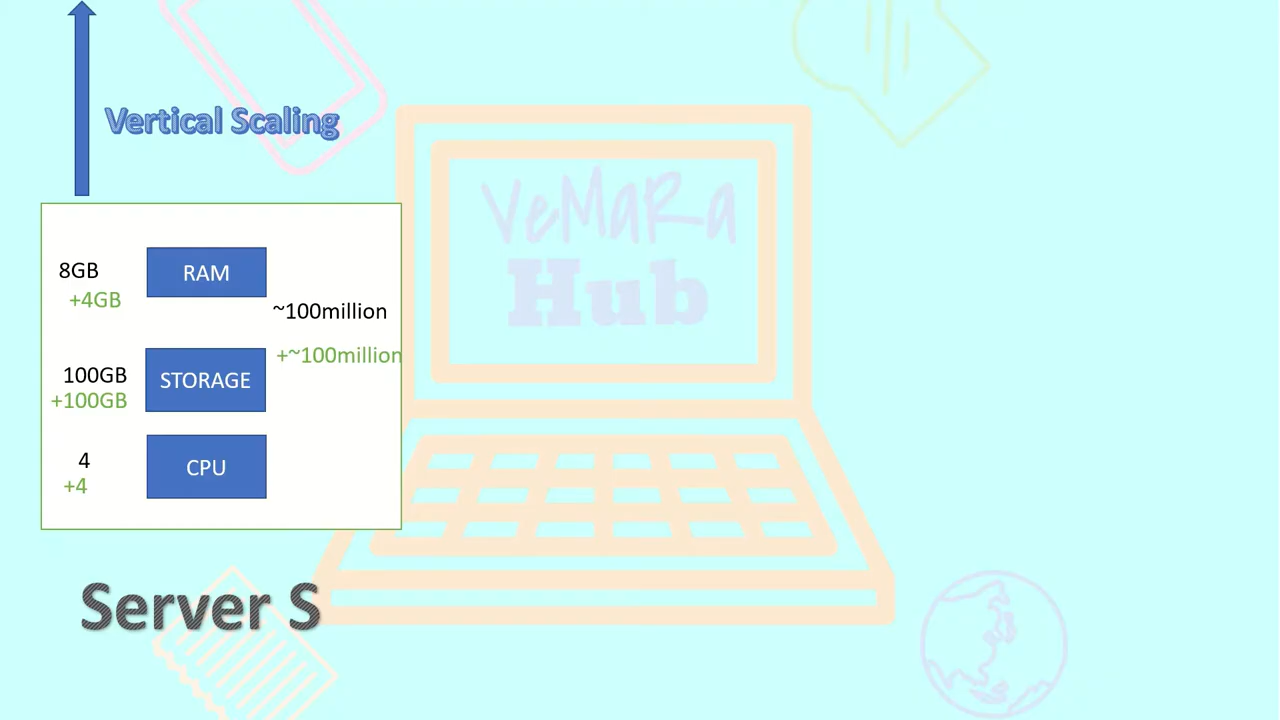 Vertical Scaling
8GB
+4GB
RAM
~100million
+~100million
100GB
+100GB
STORAGE
4
+4
CPU
Server S
VeMaRa
Hub